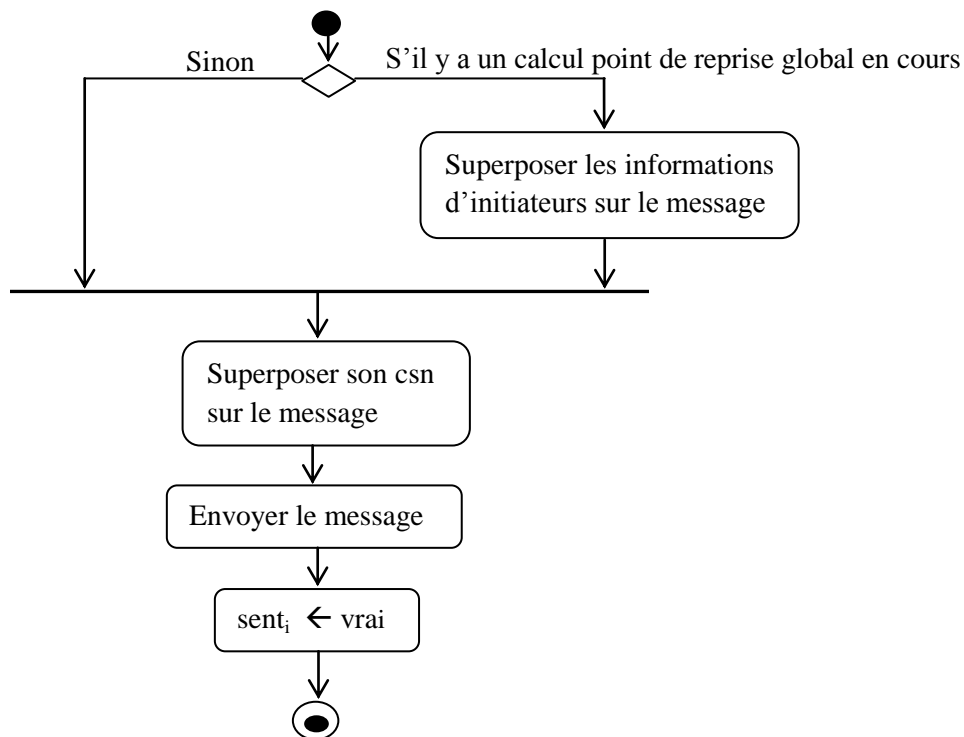 Sinon
S’il y a un calcul point de reprise global en cours
Superposer les informations
d’initiateurs sur le message
Superposer son csn
sur le message
Envoyer le message
sentᵢ ← vrai